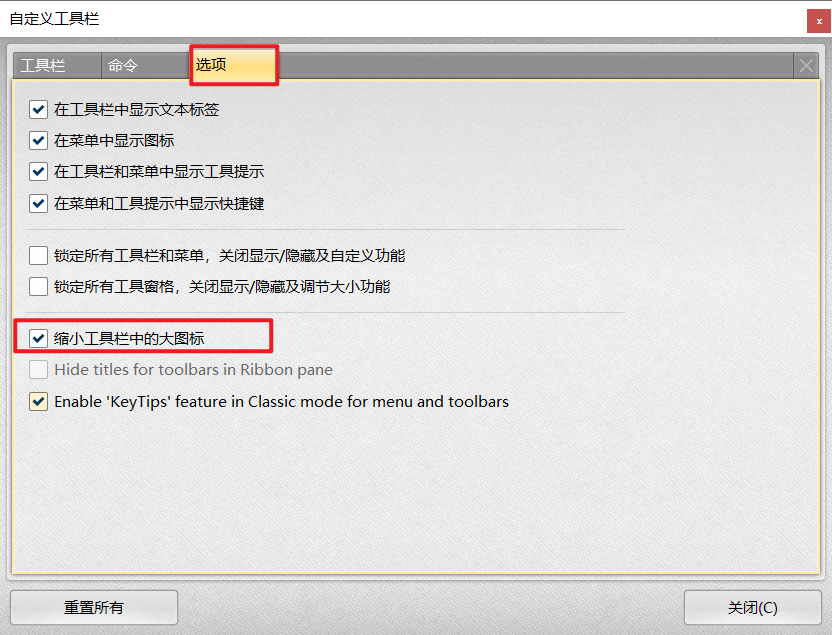 自定义工具栏
x
工具栏 命令 选项
在工具栏中显示文本标签
在菜单中显示图标
在工具栏和菜单中显示工具提示
在菜单和工具提示中显示快捷键
锁定所有工具栏和菜单，关闭显示/隐藏及自定义功能
锁定所有工具窗格，关闭显示/隐藏及调节大小功能
缩小工具栏中的大图标
Hide titles for toolbars in Ribbon pane
Enable 'KeyTips' feature in Classic mode for menu and toolbars
重置所有 关闭(C)